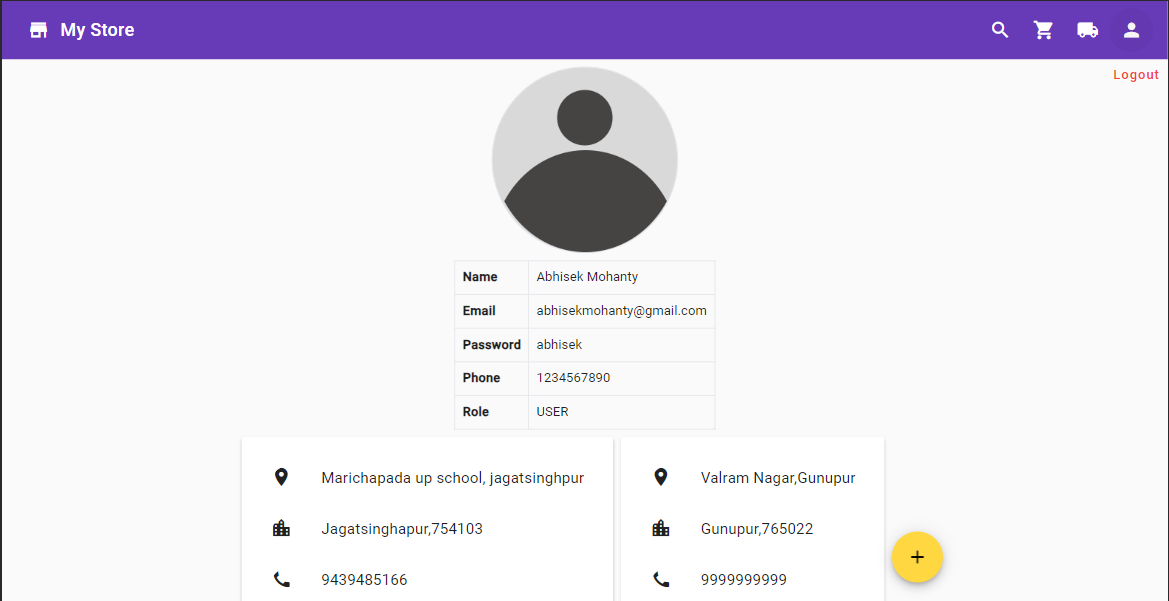 My Store
Logout
Name Abhisek Mohanty
Email abhisekmohanty@gmail.com
Password abhisek
Phone 1234567890
Role USER
Marichapada up school, jagatsinghpur
Jagatsinghapur,754103
9439485166
Valram Nagar,Gunupur
Gunupur,765022
9999999999
+